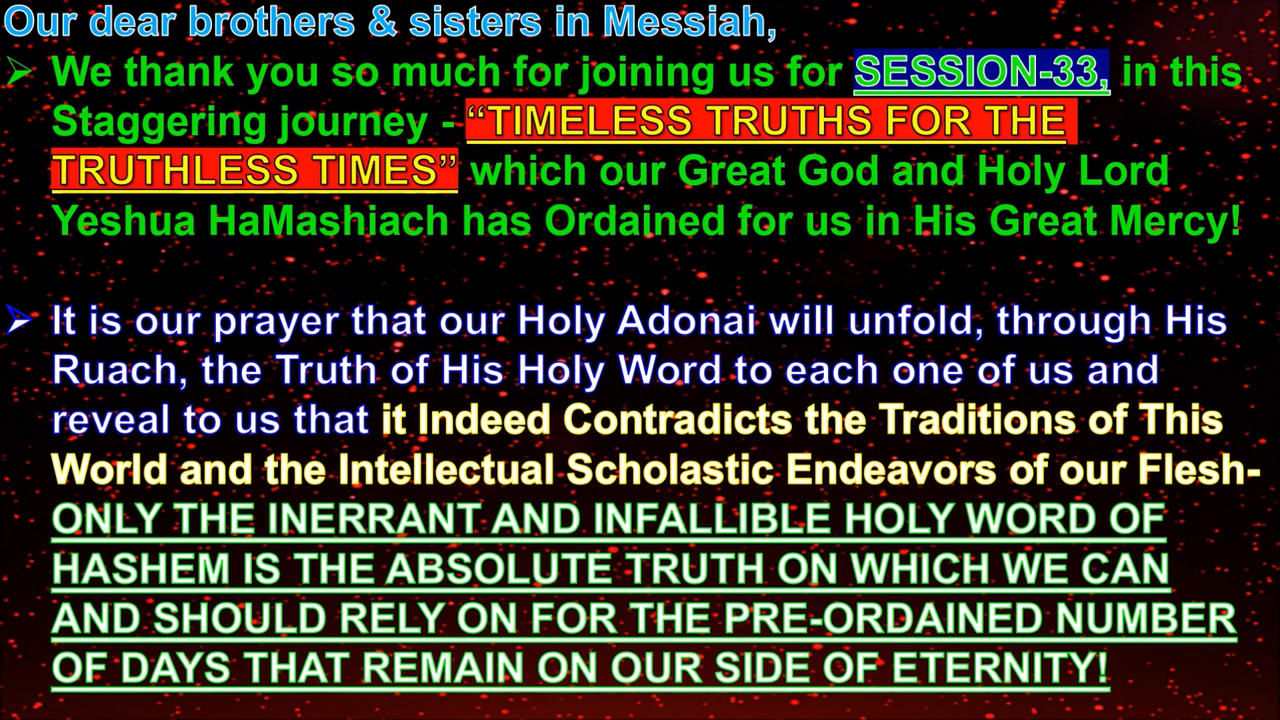 Our dear brothers & sisters in Messiah,
➢ We thank you so much for joining us for SESSION-33, in this
Staggering journey - “TIMELESS TRUTHS FOR THE
TRUTHLESS TIMES” which our Great God and Holy Lord
Yeshua HaMashiach has Ordained for us in His Great Mercy!
➢ It is our prayer that our Holy Adonai will unfold, through His
Ruach, the Truth of His Holy Word to each one of us and
reveal to us that it Indeed Contradicts the Traditions of This
World and the Intellectual Scholastic Endeavors of our Flesh-
ONLY THE INERRANT AND INFALLIBLE HOLY WORD OF
HASHEM IS THE ABSOLUTE TRUTH ON WHICH WE CAN
AND SHOULD RELY ON FOR THE PRE-ORDAINED NUMBER
OF DAYS THAT REMAIN ON OUR SIDE OF ETERNITY!